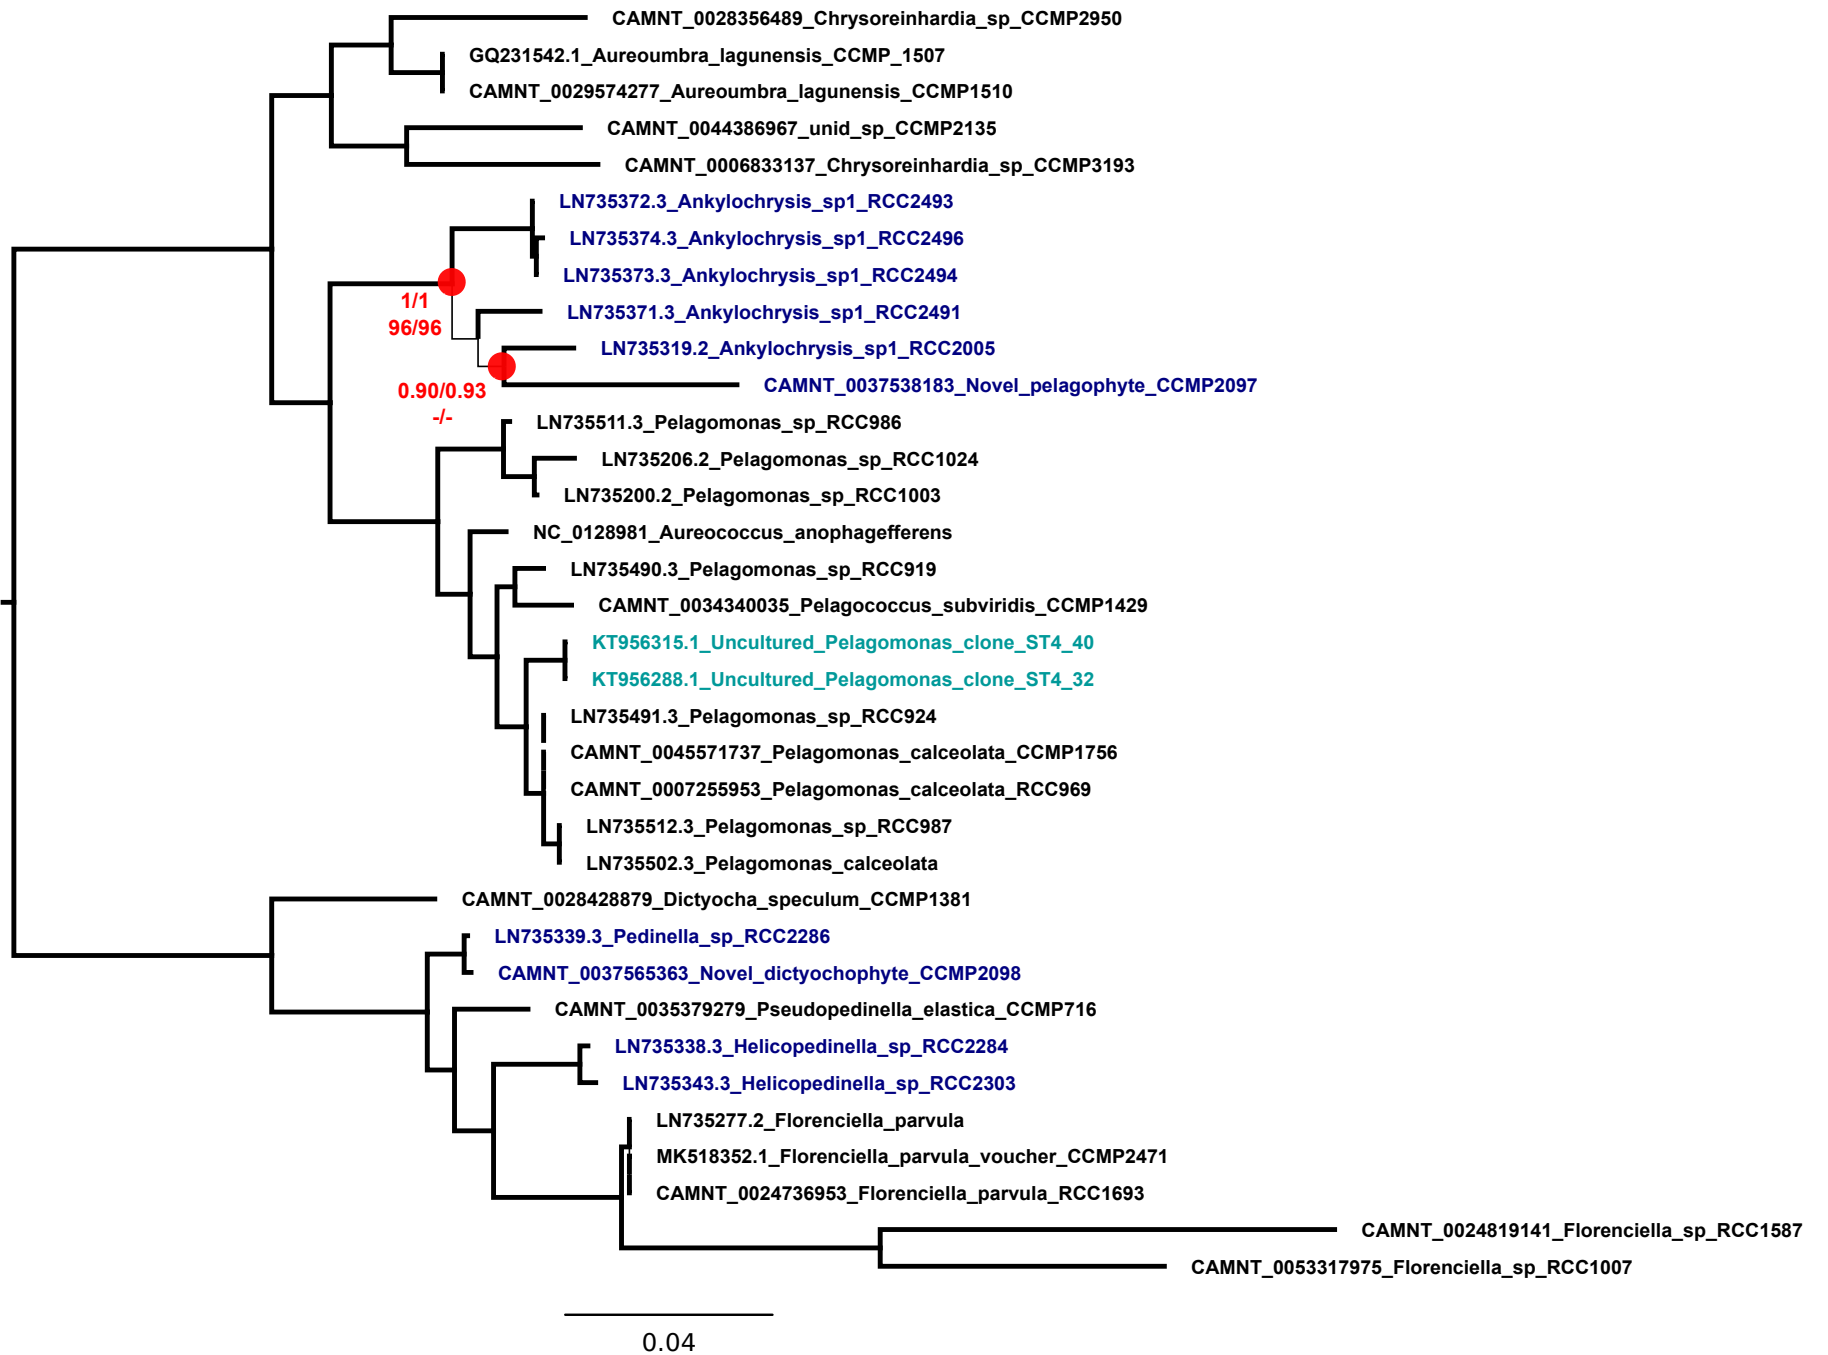 CAMNT_0028356489_Chrysoreinhardia_sp_CCMP2950
GQ231542.1_Aureoumbra_lagunensis_CCMP_1507
CAMNT_0029574277_Aureoumbra_lagunensis_CCMP1510
CAMNT_0044386967_unid_sp_CCMP2135
CAMNT_0006833137_Chrysoreinhardia_sp_CCMP3193
LN735372.3_Ankylochrysis_sp1_RCC2493
LN735374.3_Ankylochrysis_sp1_RCC2496
LN735373.3_Ankylochrysis_sp1_RCC2494
1/1
96/96
LN735371.3_Ankylochrysis_sp1_RCC2491
LN735319.2_Ankylochrysis_sp1_RCC2005
CAMNT_0037538183_Novel_pelagophyte_CCMP2097
0.90/0.93
-/-
LN735511.3_Pelagomonas_sp_RCC986
LN735206.2_Pelagomonas_sp_RCC1024
LN735200.2_Pelagomonas_sp_RCC1003
NC_0128981_Aureococcus_anophagefferens
LN735490.3_Pelagomonas_sp_RCC919
CAMNT_0034340035_Pelagococcus_subviridis_CCMP1429
KT956315.1_Uncultured_Pelagomonas_clone_ST4_40
KT956288.1_Uncultured_Pelagomonas_clone_ST4_32
LN735491.3_Pelagomonas_sp_RCC924
CAMNT_0045571737_Pelagomonas_calceolata_CCMP1756
CAMNT_0007255953_Pelagomonas_calceolata_RCC969
LN735512.3_Pelagomonas_sp_RCC987
LN735502.3_Pelagomonas_calceolata
CAMNT_0028428879_Dictyocha_speculum_CCMP1381
LN735339.3_Pedinella_sp_RCC2286
CAMNT_0037565363_Novel_dictyochophyte_CCMP2098
CAMNT_0035379279_Pseudopedinella_elastica_CCMP716
LN735338.3_Helicopedinella_sp_RCC2284
LN735343.3_Helicopedinella_sp_RCC2303
LN735277.2_Florenciella_parvula
MK518352.1_Florenciella_parvula_voucher_CCMP2471
CAMNT_0024736953_Florenciella_parvula_RCC1693
CAMNT_0024819141_Florenciella_sp_RCC1587
CAMNT_0053317975_Florenciella_sp_RCC1007
0.04